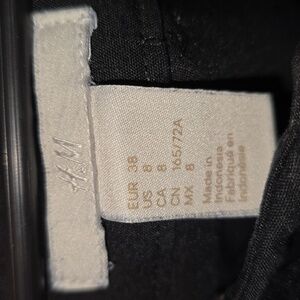 H&M
EUR 38
US 8
CA 8
CN 165/72A
MX 8
Made in
Indonesia
Fabriqué en
Indonésie